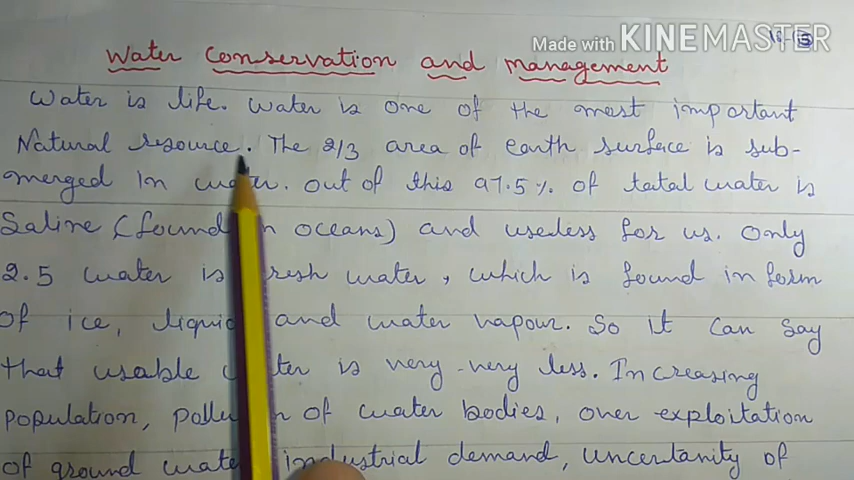 Made with KINEMASTER
Water Conservation and management
Water is life. Water is one of the most important
Natural resource. The 2/3 area of earth surface is sub-
merged in water. Out of this 97.5% of total water is
Saline (found in oceans) and useless for us. Only
2.5 water is fresh water, which is found in form
of ice, liquid and water vapour. So it can say
that usable water is very-very less. Increasing
population, pollution of water bodies, over exploitation
of ground water industrial demand, uncertanity of